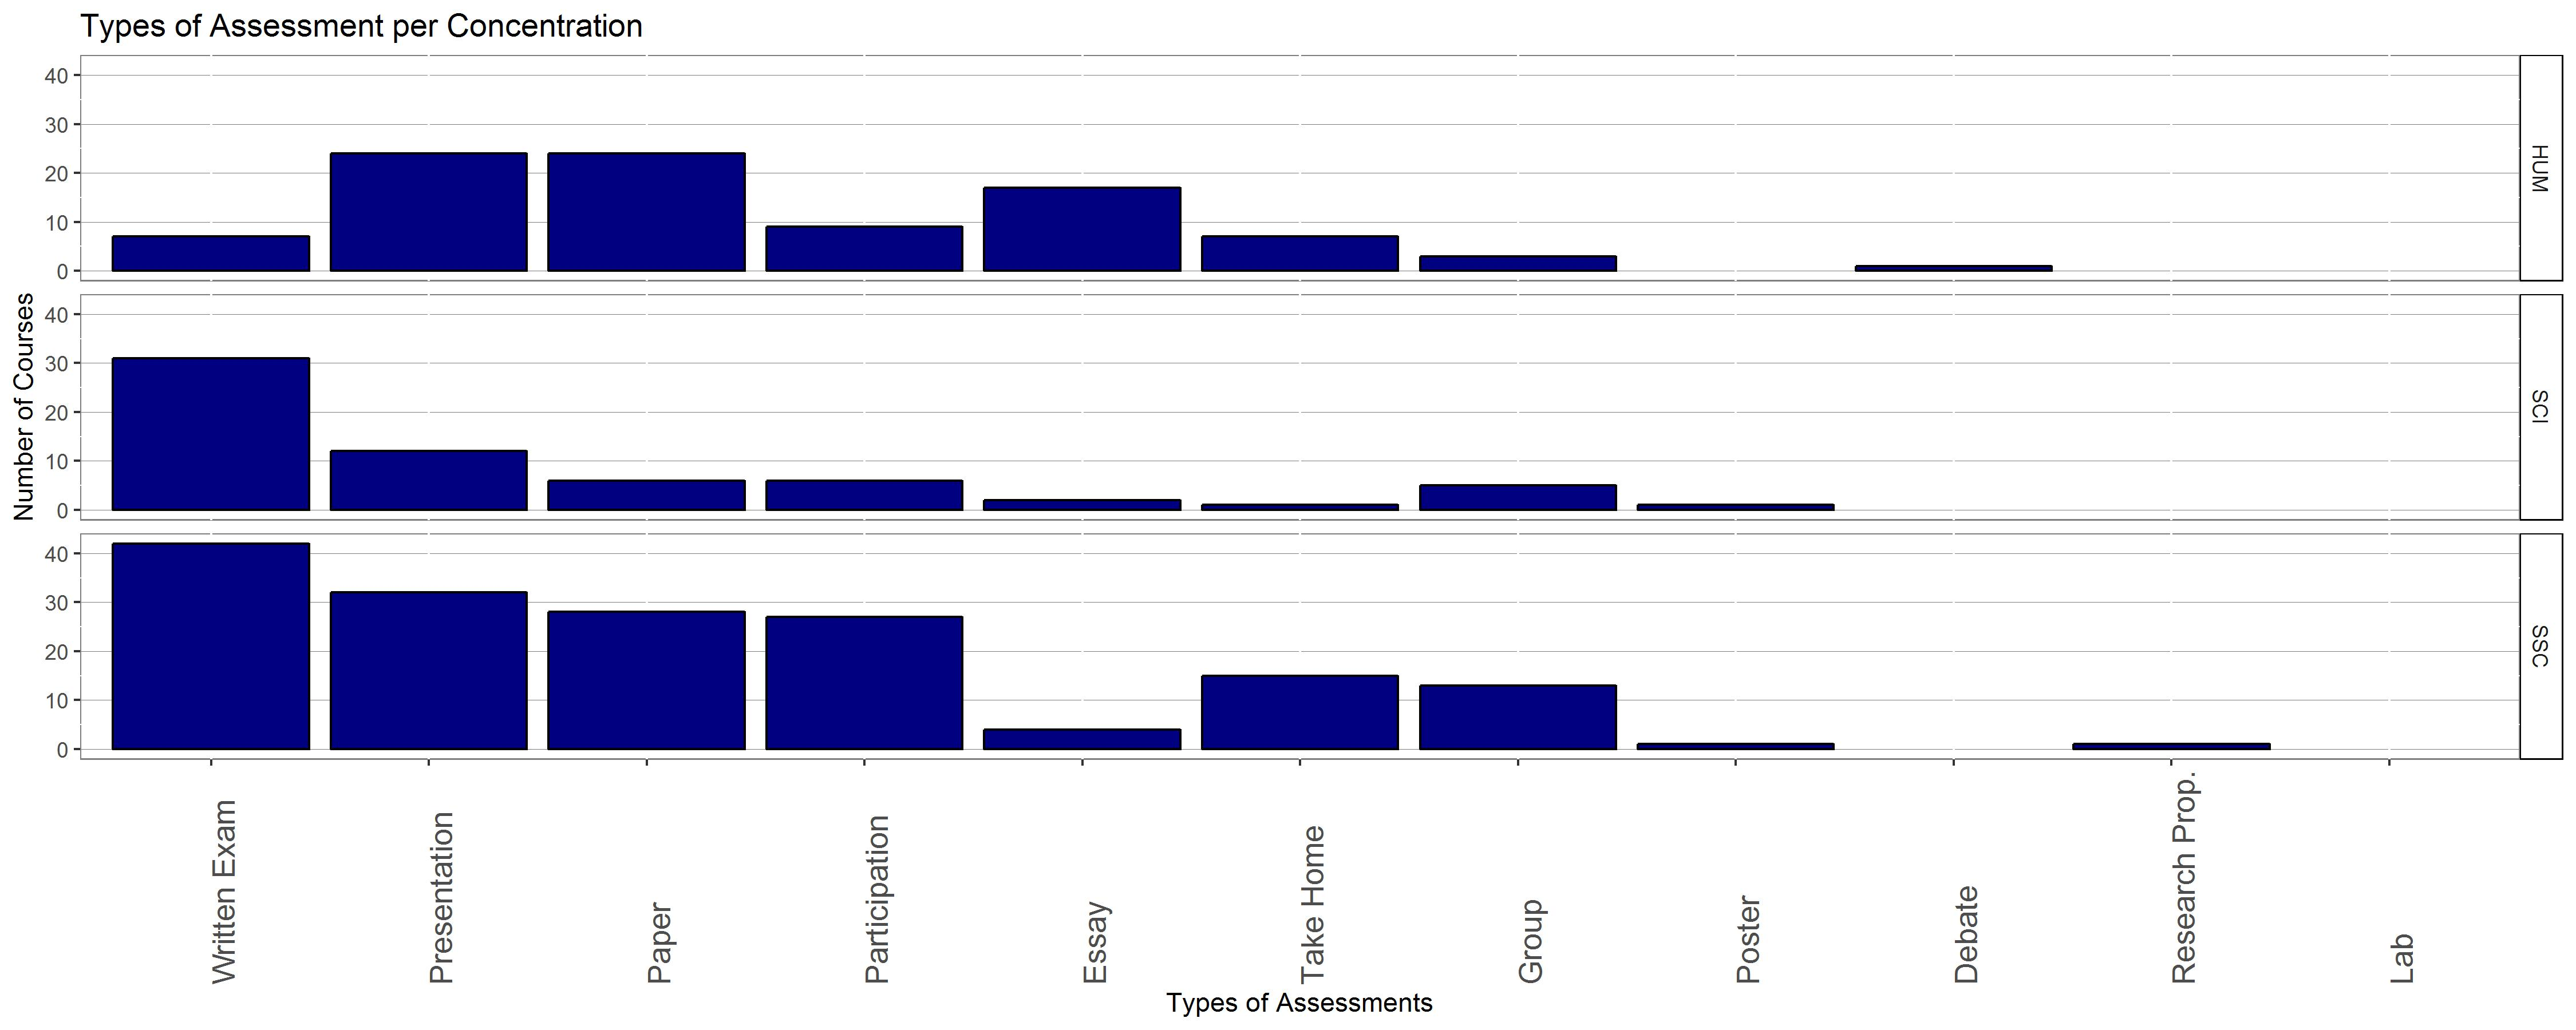 Types of Assessment per Concentration
40
30
20
10
0
HUM
40
30
20
10
0
SCI
40
30
20
10
0
SSC
Number of Courses
Written Exam
Presentation
Paper
Participation
Essay
Take Home
Group
Poster
Debate
Research Prop.
Lab
Types of Assessments